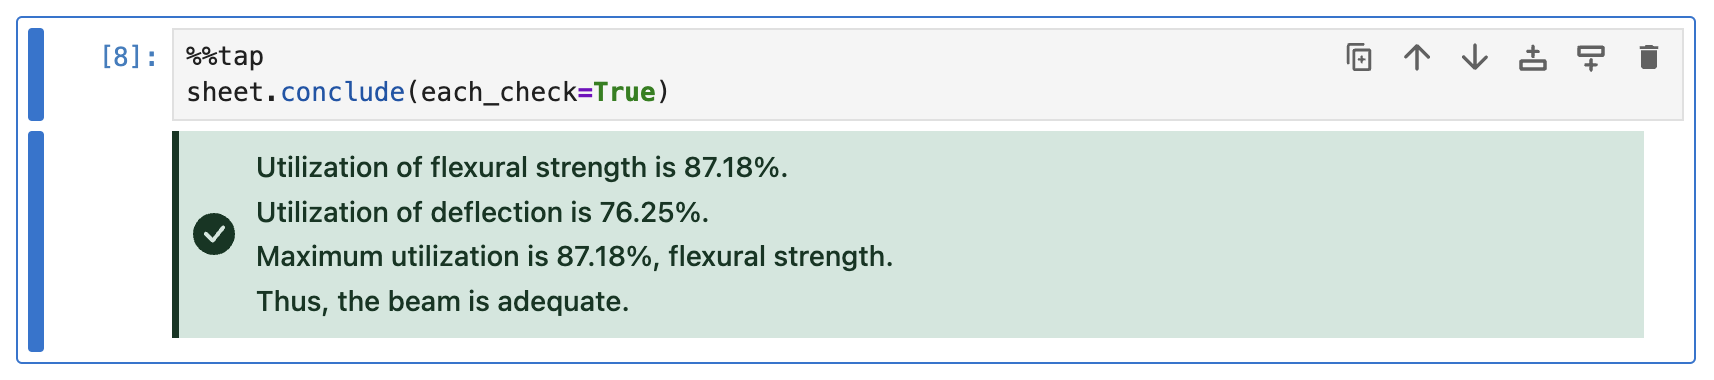 [8]:
%%tap
sheet.conclude(each_check=True)
Utilization of flexural strength is 87.18%.
Utilization of deflection is 76.25%.
Maximum utilization is 87.18%, flexural strength.
Thus, the beam is adequate.